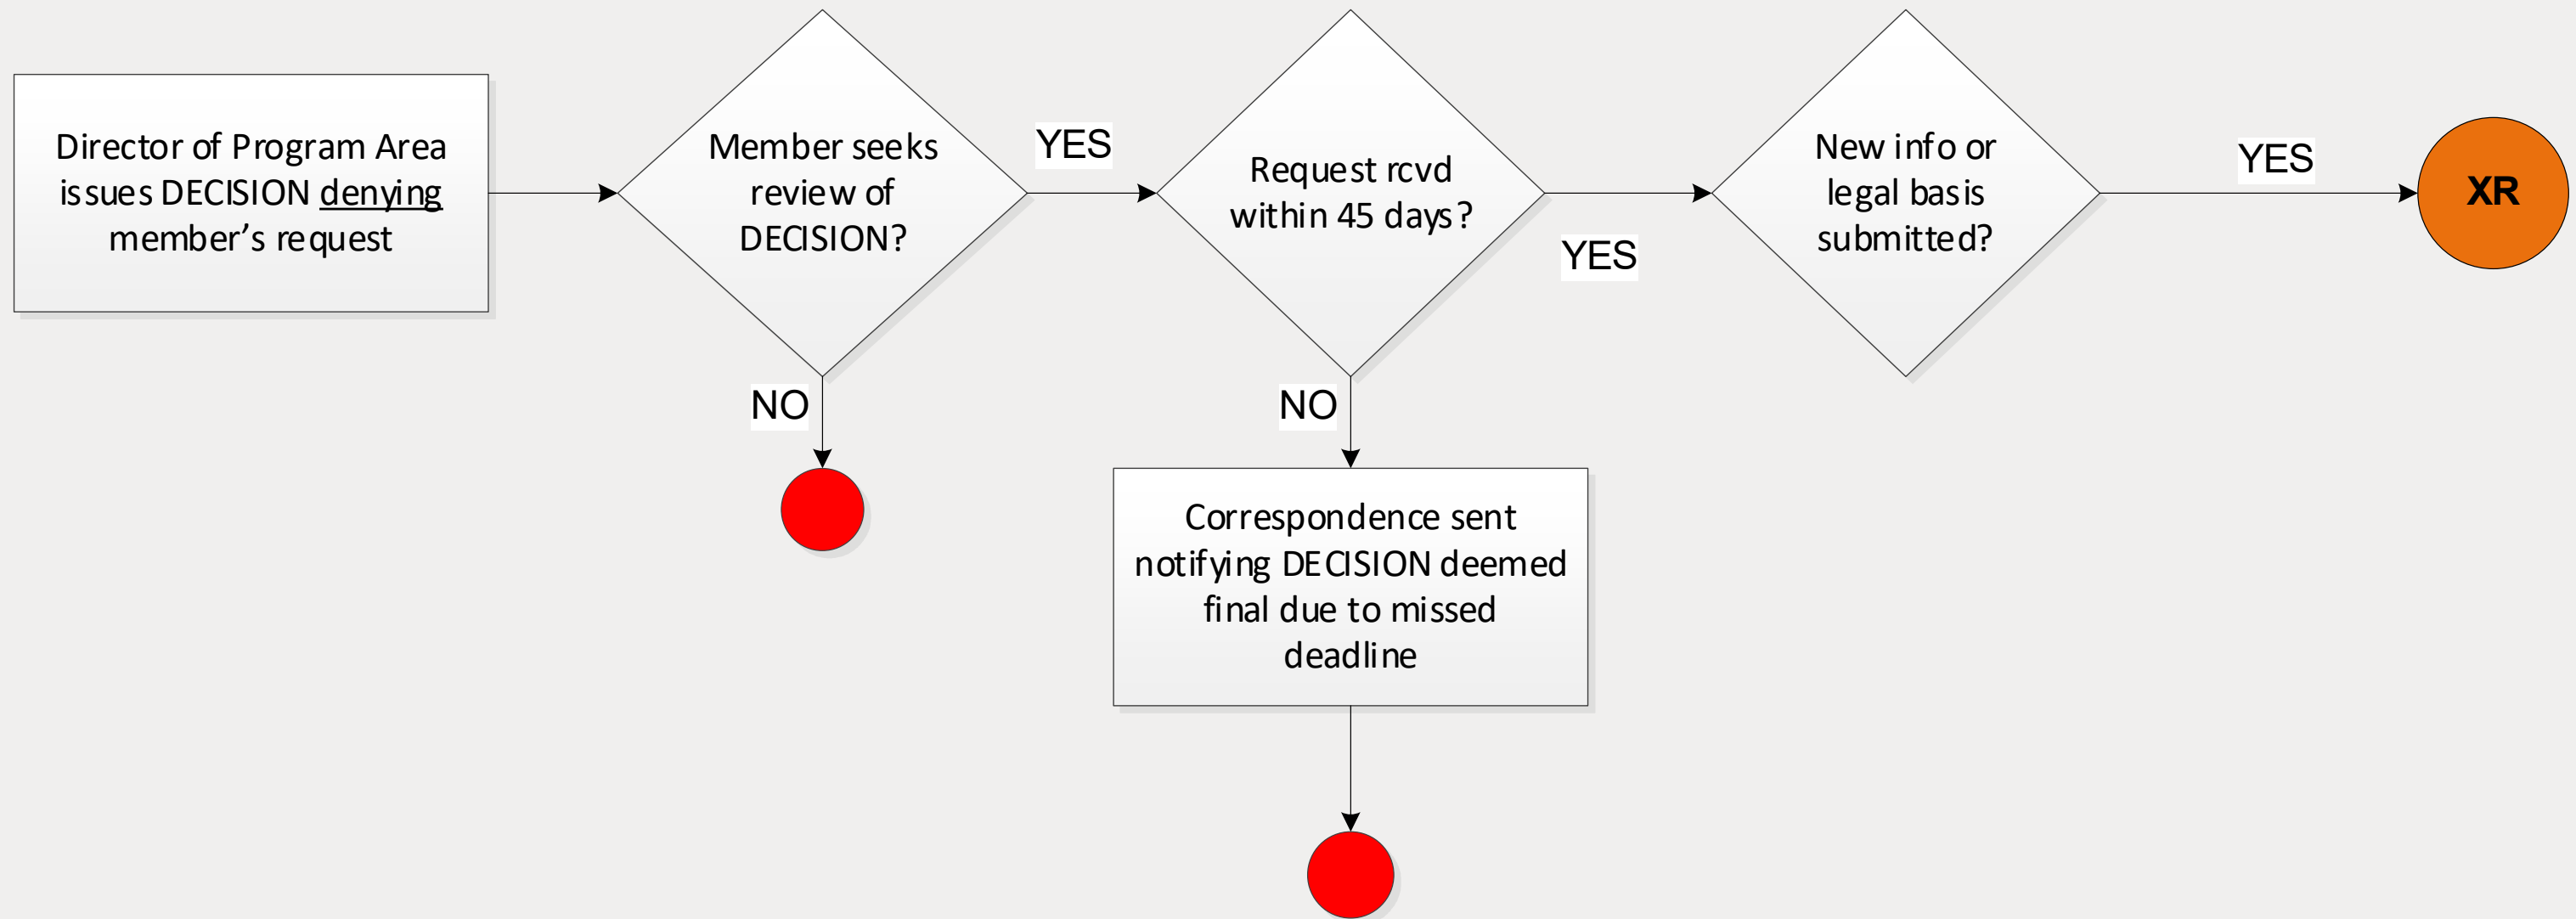 Director of Program Area
issues DECISION denying
member's request
Member seeks
review of
DECISION?
YES
NO
Request rcvd
within 45 days?
YES
NO
Correspondence sent
notifying DECISION deemed
final due to missed
deadline
New info or
legal basis
submitted?
YES
XR